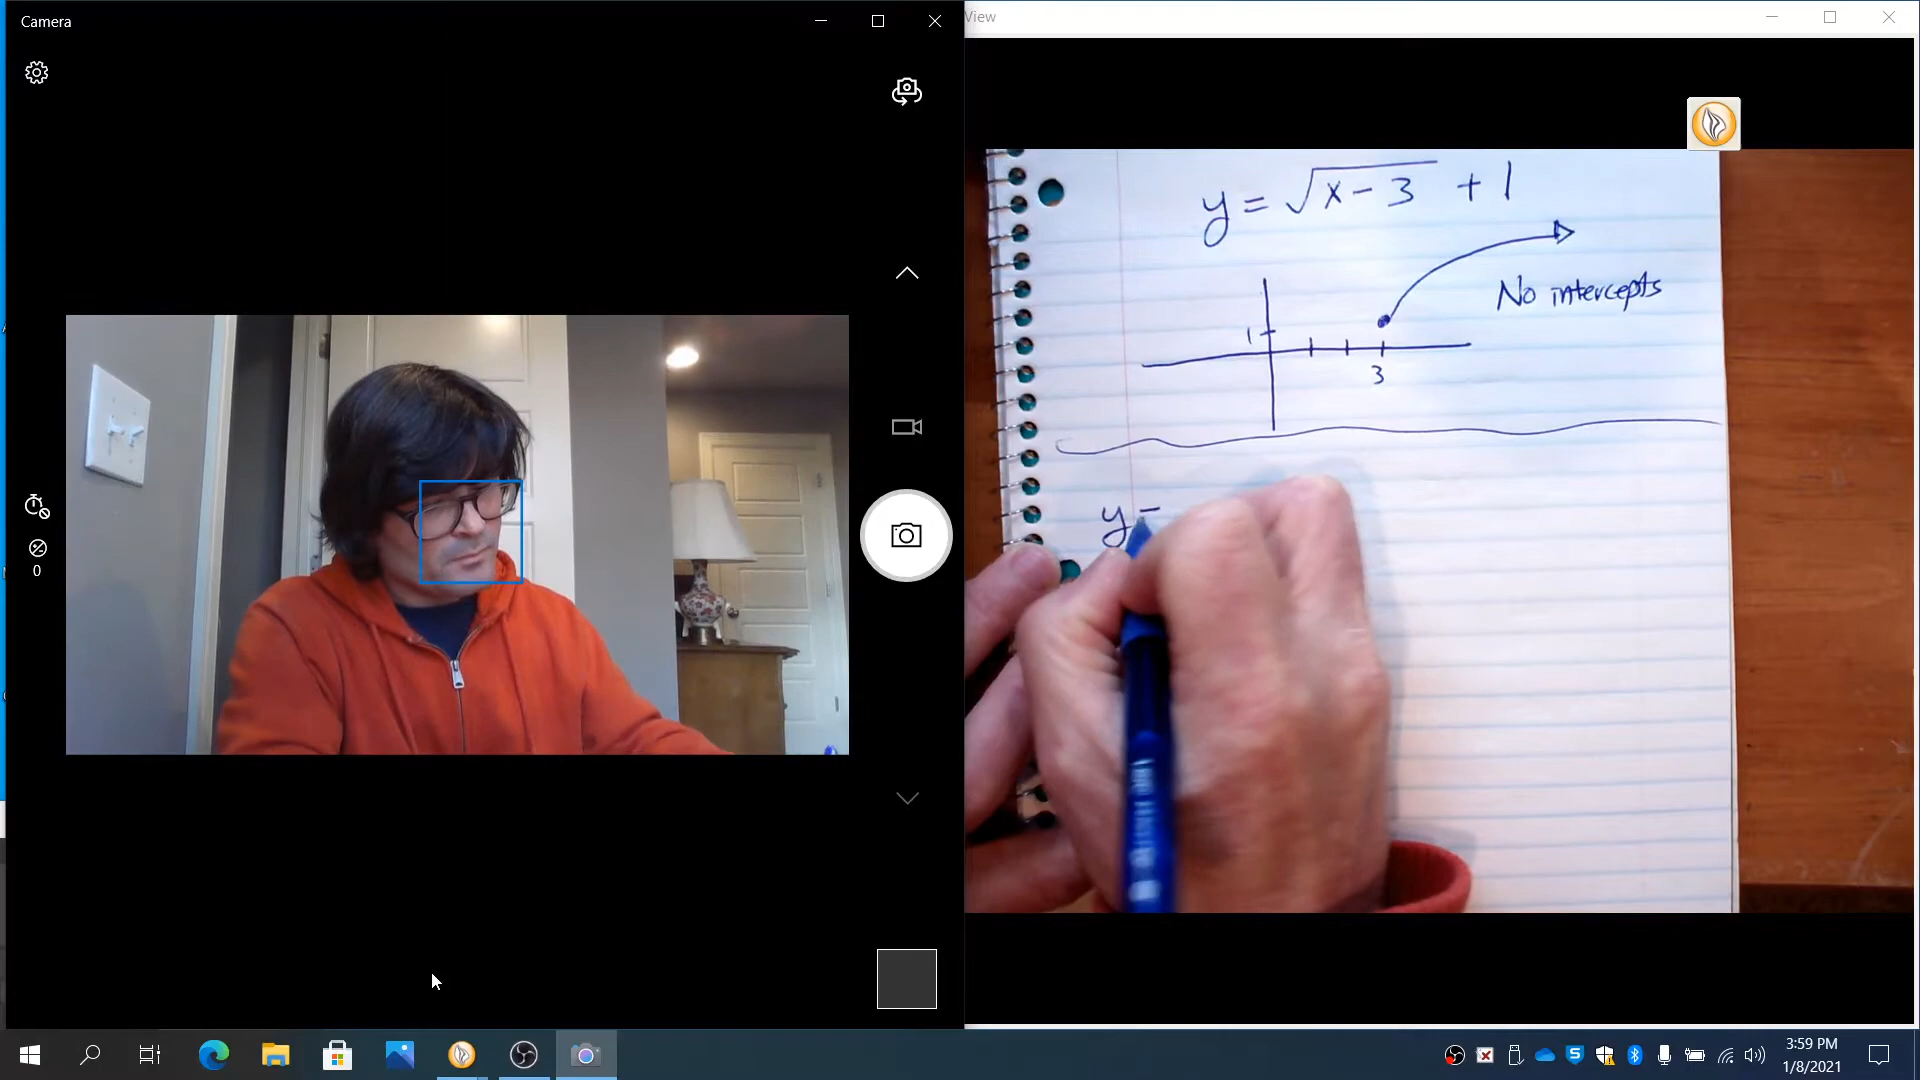 Camera
View
0
y = √x - 3 + 1
No intercepts
1
3
y =
3:59 PM
1/8/2021